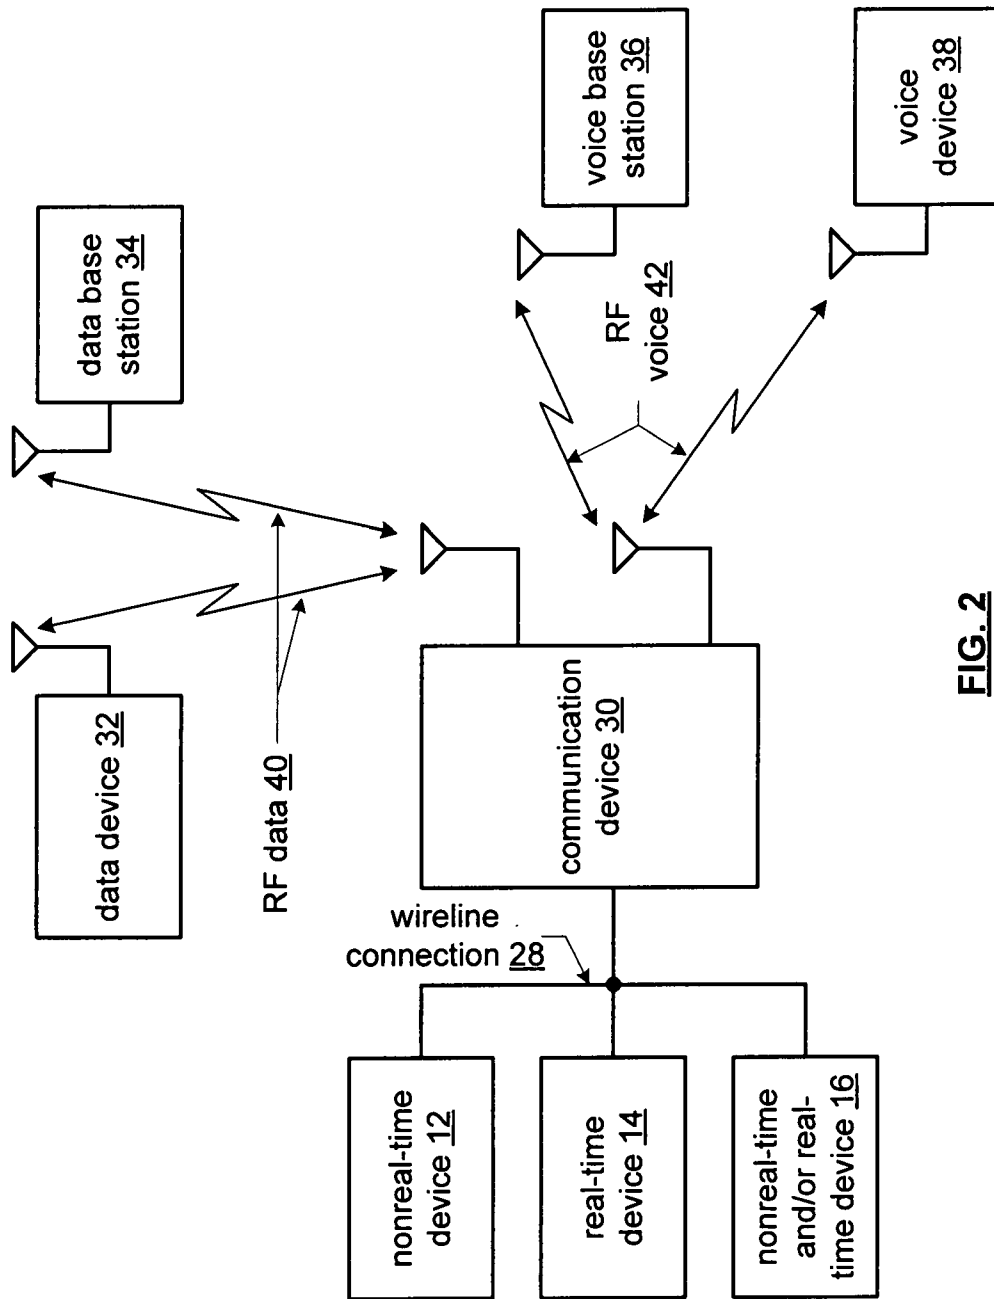 data device 32
data base
station 34
RF data 40
wireline
connection 28
nonreal-time
device 12
communication
device 30
real-time
device 14
RF
voice 42
voice base
station 36
nonreal-time
and/or real-
time device 16
voice
device 38
FIG. 2